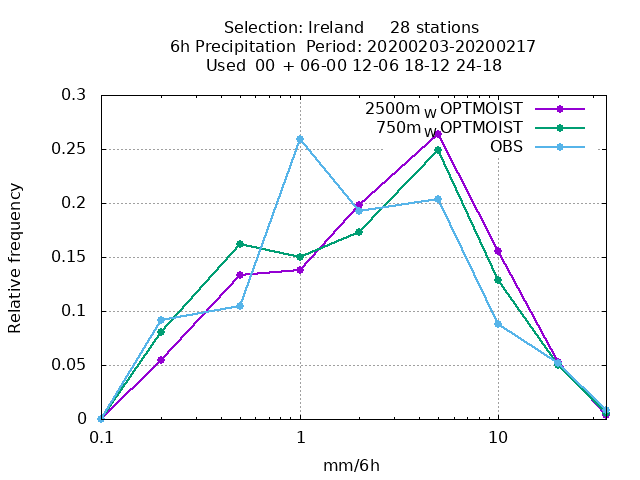 Selection: Ireland 28 stations
6h Precipitation Period: 20200203-20200217
Used 00 + 06-00 12-06 18-12 24-18
0.3
0.25
0.2
0.15
0.1
0.05
0
Relative frequency
2500m W OPTMOIST
750m W OPTMOIST
OBS
0.1 1 10
mm/6h